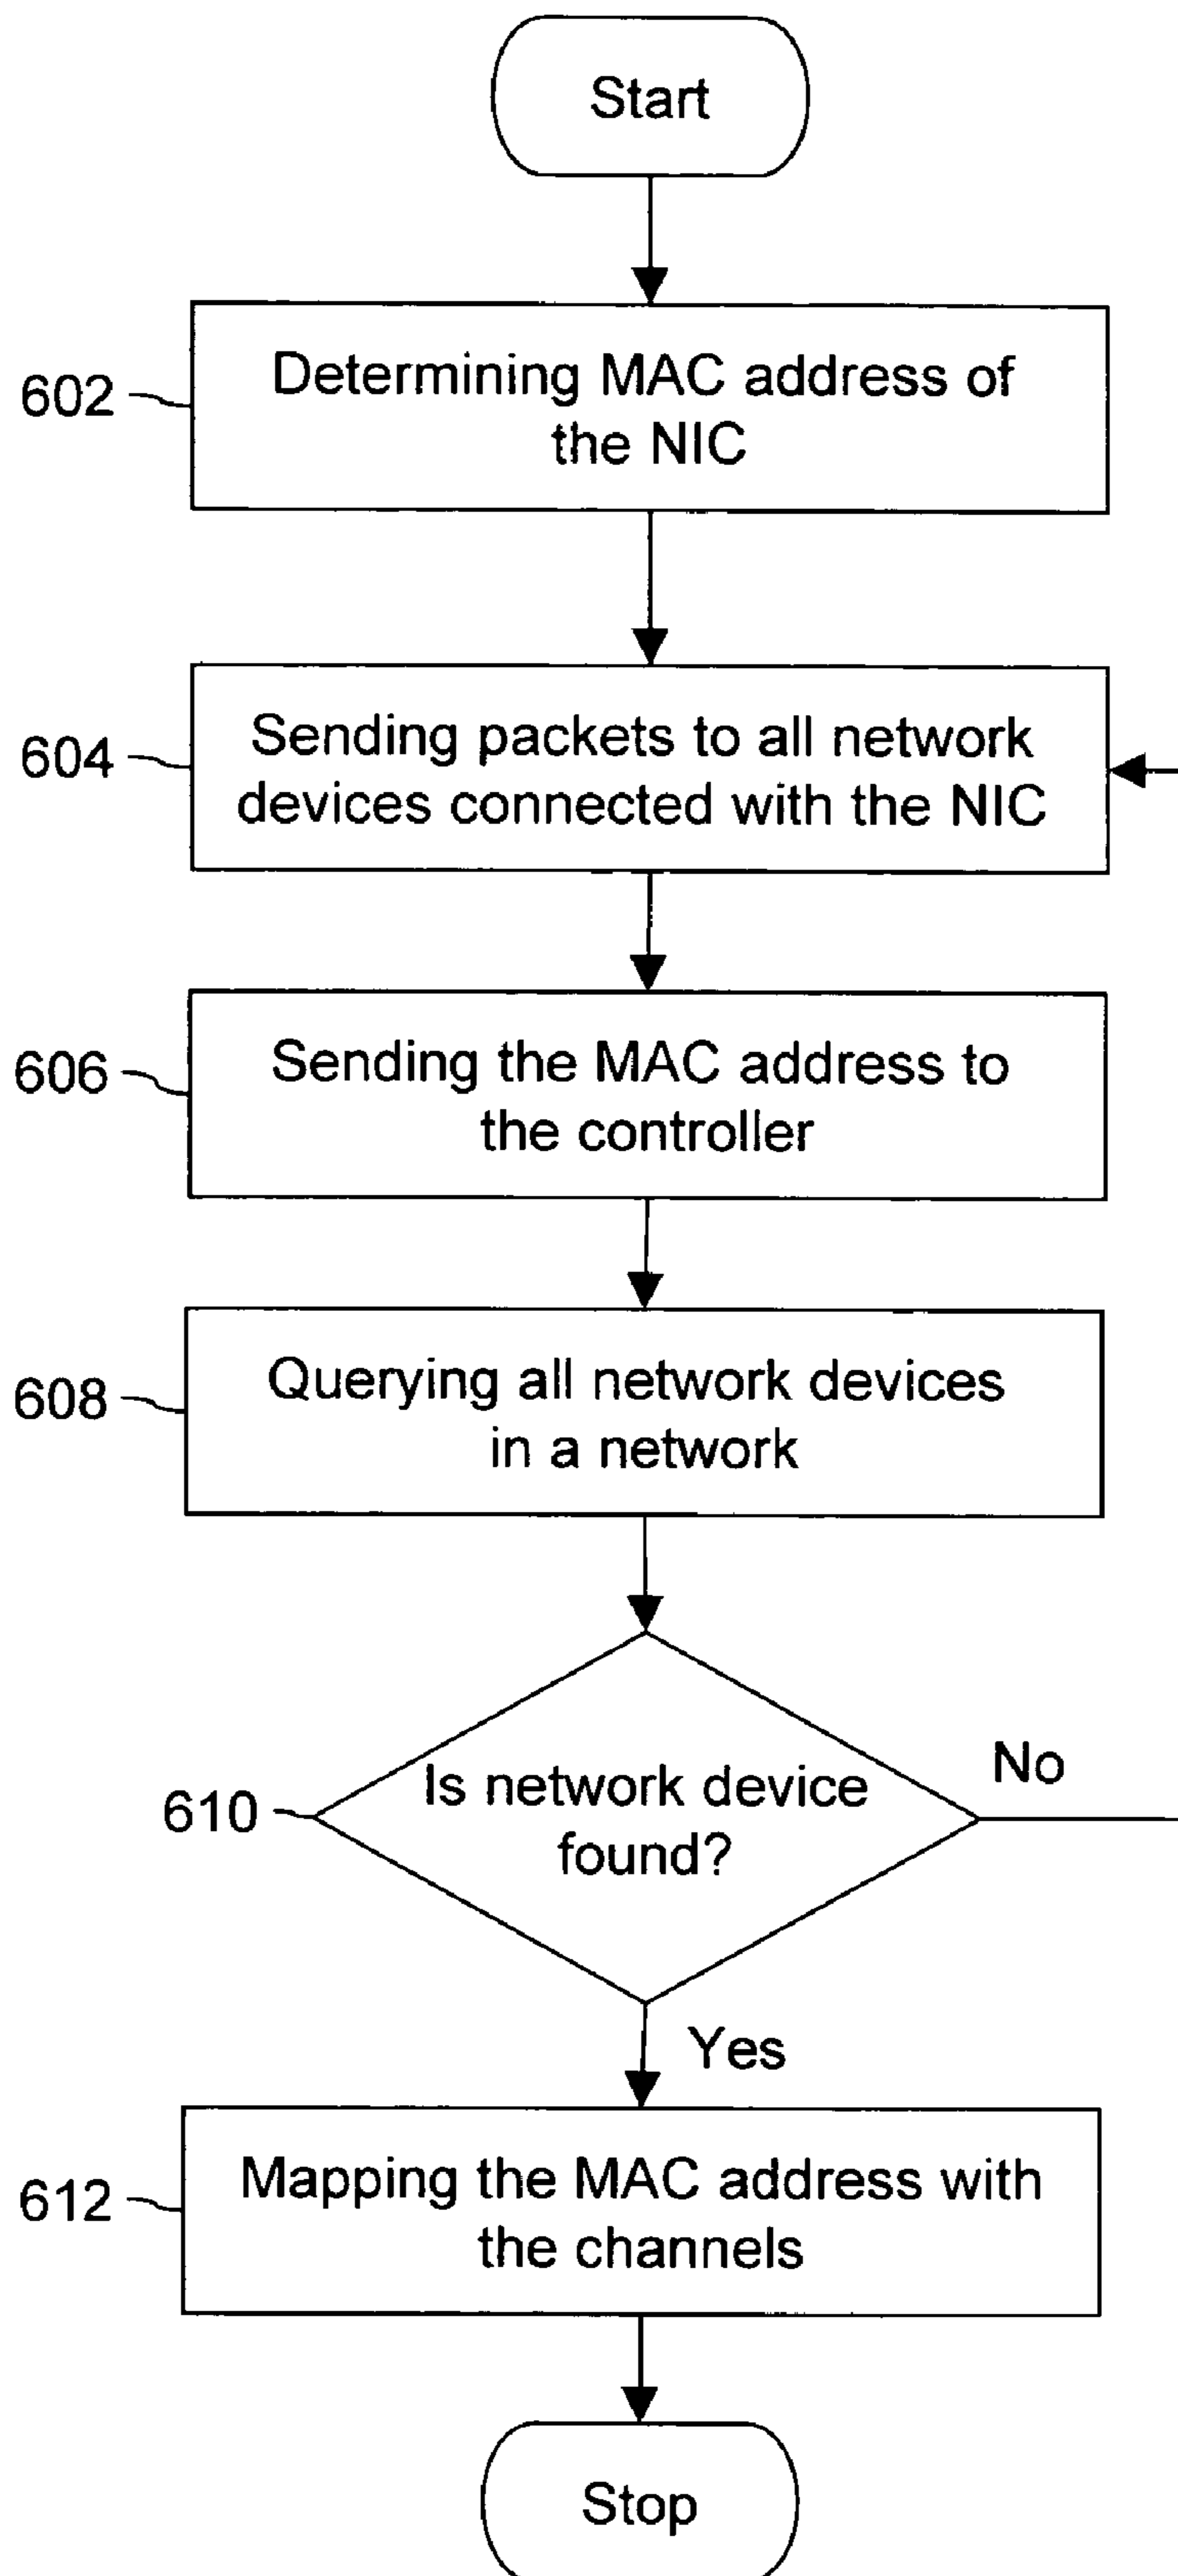 Start
602
Determining MAC address of
the NIC
604
Sending packets to all network
devices connected with the NIC
606
Sending the MAC address to
the controller
608
Querying all network devices
in a network
610
Is network device
found?
No
Yes
612
Mapping the MAC address with
the channels
Stop